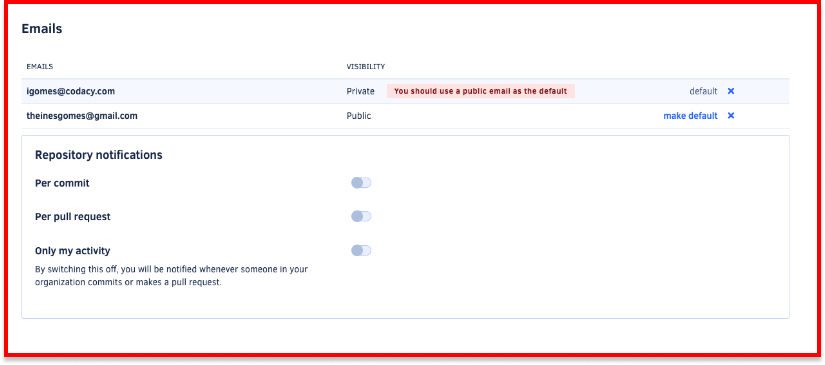 Emails
EMAILS VISIBILITY
igomes@codacy.com Private You should use a public email as the default default ×
theinesgomes@gmail.com Public make default ×
Repository notifications
Per commit
Per pull request
Only my activity
By switching this off, you will be notified whenever someone in your
organization commits or makes a pull request.